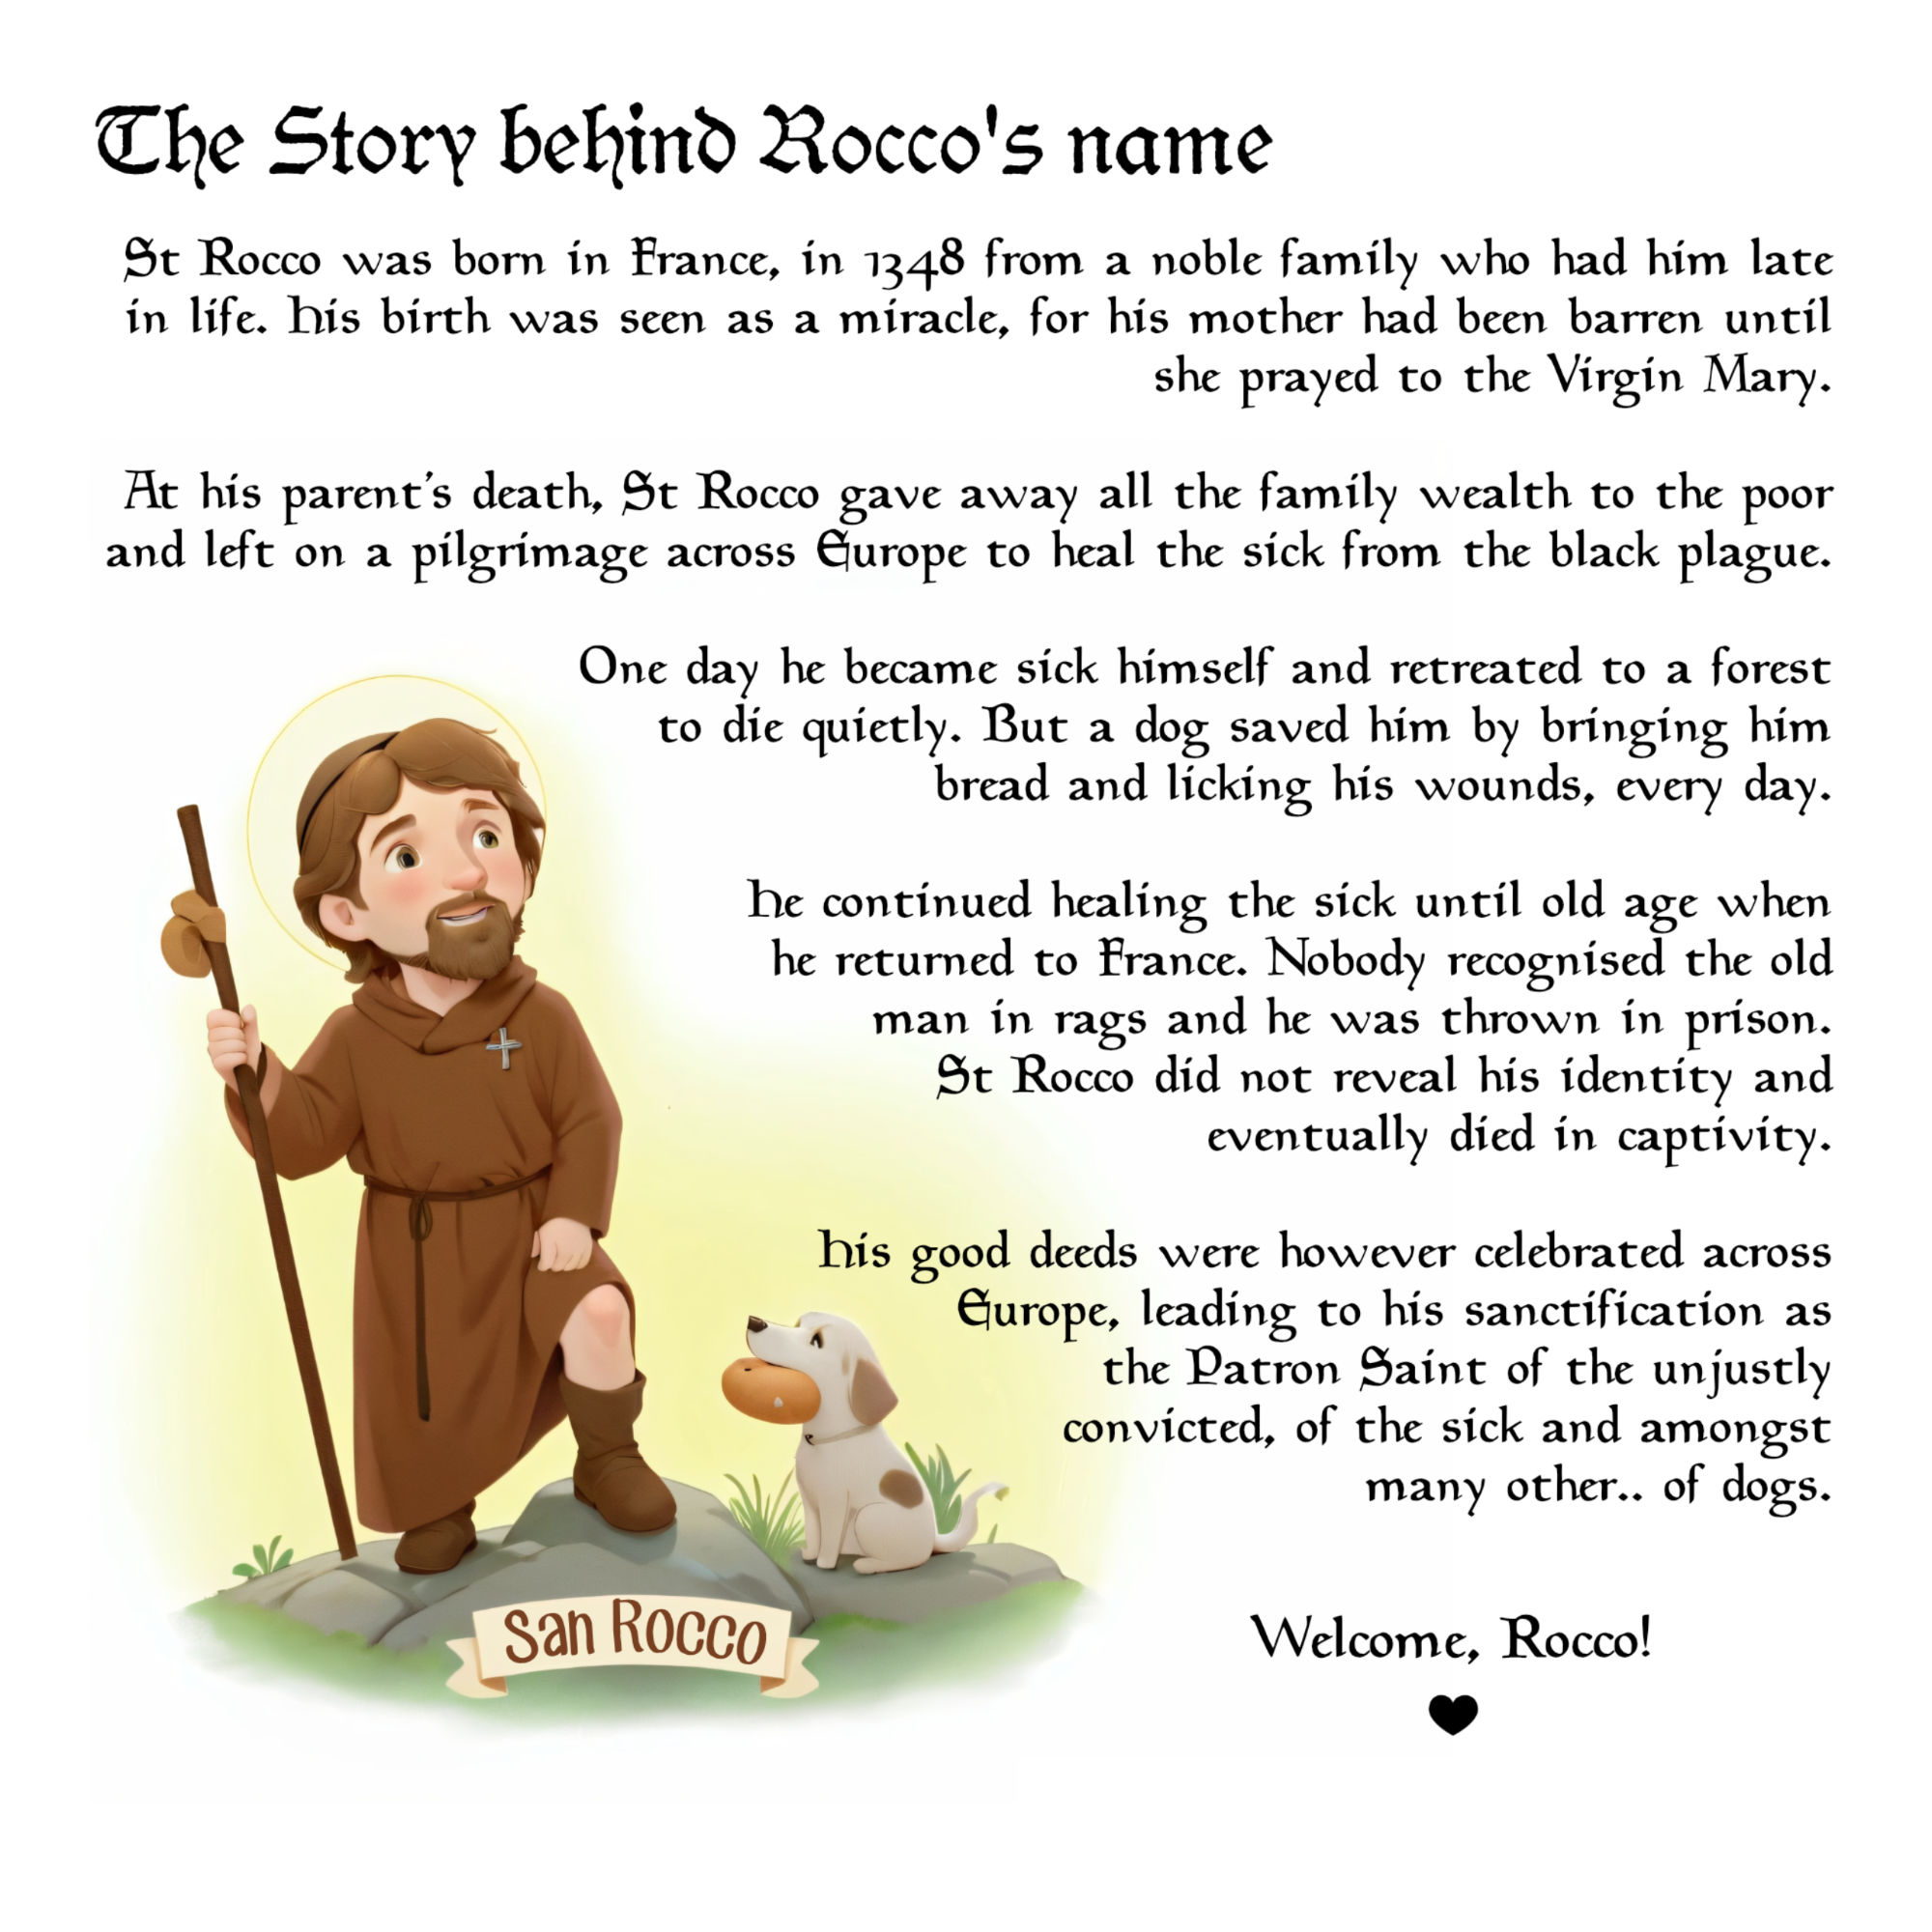 The Story behind Rocco's name
St Rocco was born in France, in 1348 from a noble family who had him late
in life. His birth was seen as a miracle, for his mother had been barren until
she prayed to the Virgin Mary.
At his parent's death, St Rocco gave away all the family wealth to the poor
and left on a pilgrimage across Europe to heal the sick from the black plague.
One day he became sick himself and retreated to a forest
to die quietly. But a dog saved him by bringing him
bread and licking his wounds, every day.
He continued healing the sick until old age when
he returned to France. Nobody recognised the old
man in rags and he was thrown in prison.
St Rocco did not reveal his identity and
eventually died in captivity.
His good deeds were however celebrated across
Europe, leading to his sanctification as
the Patron Saint of the unjustly
convicted, of the sick and amongst
many other.. of dogs.
San Rocco
Welcome, Rocco!